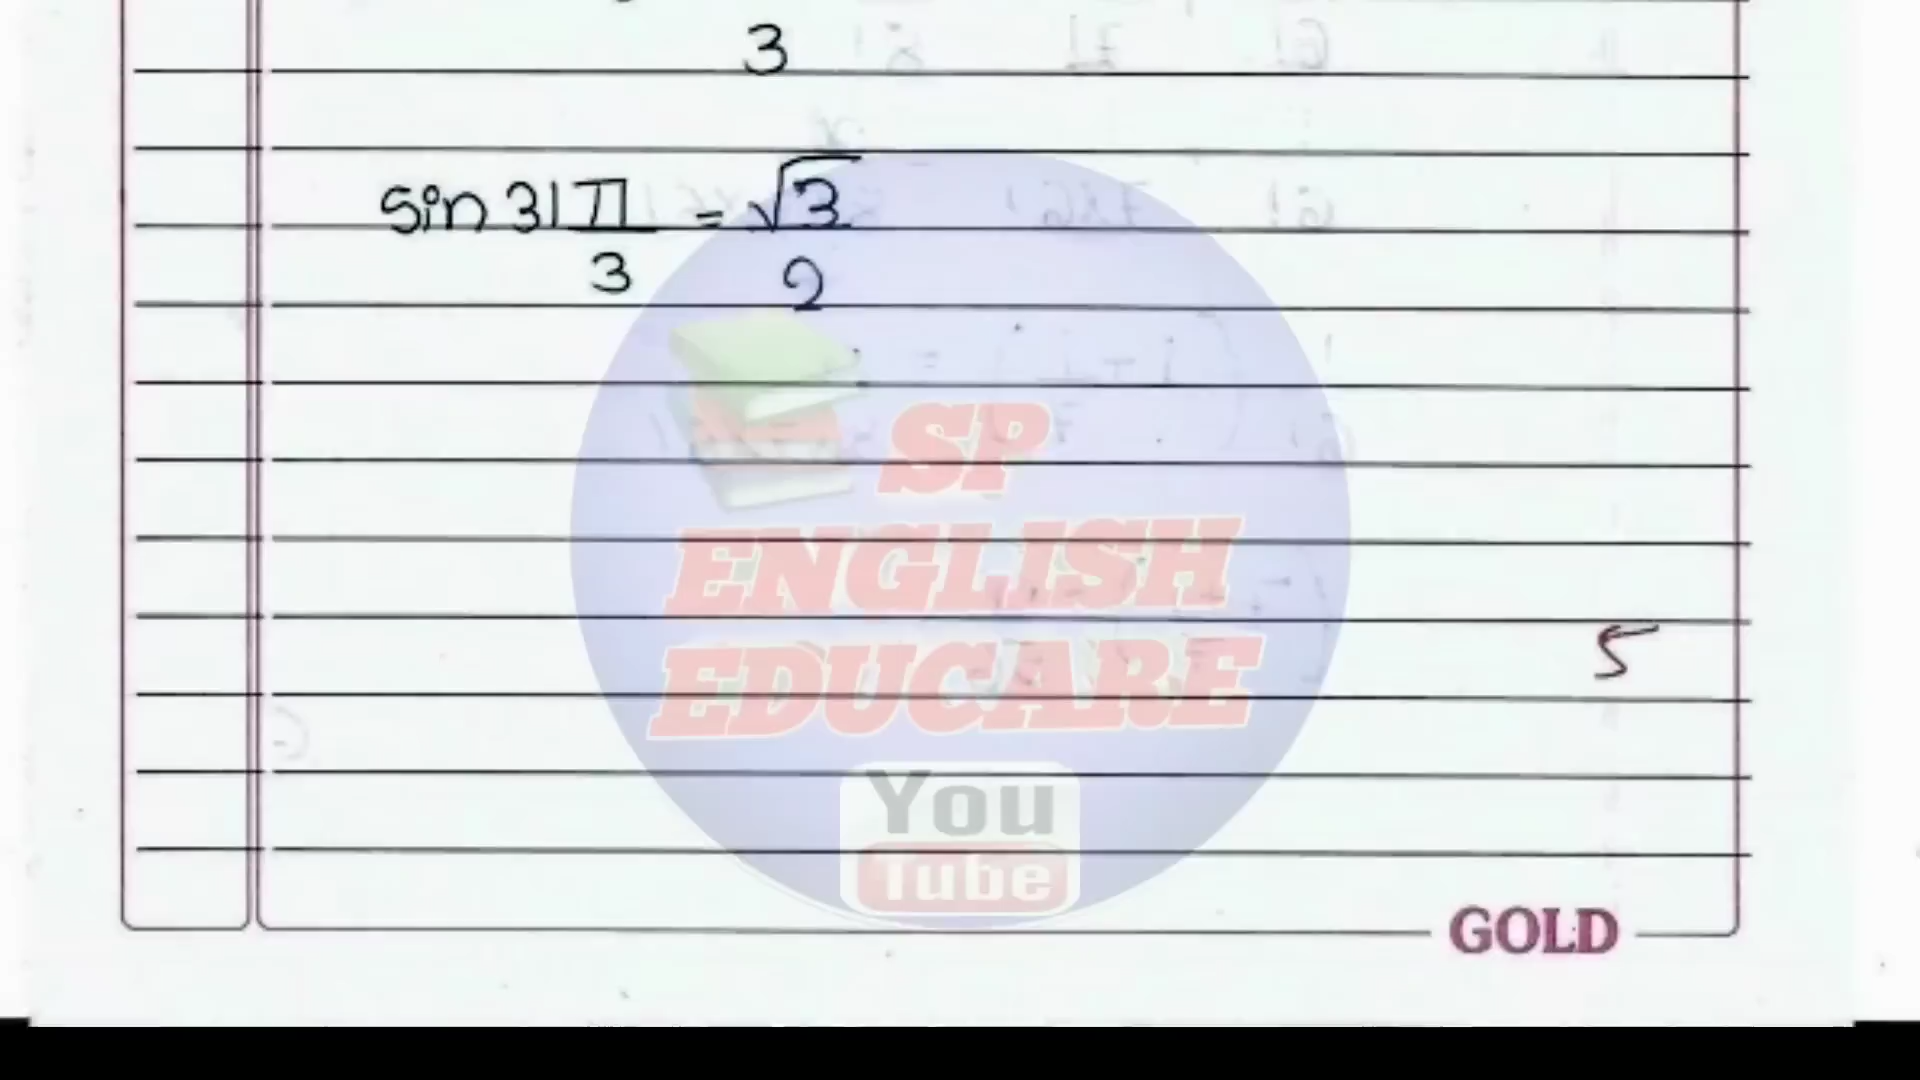 3
sin 31π/3 = √3/2
SP
ENGLISH
EDUCARE
5
You
Tube
GOLD